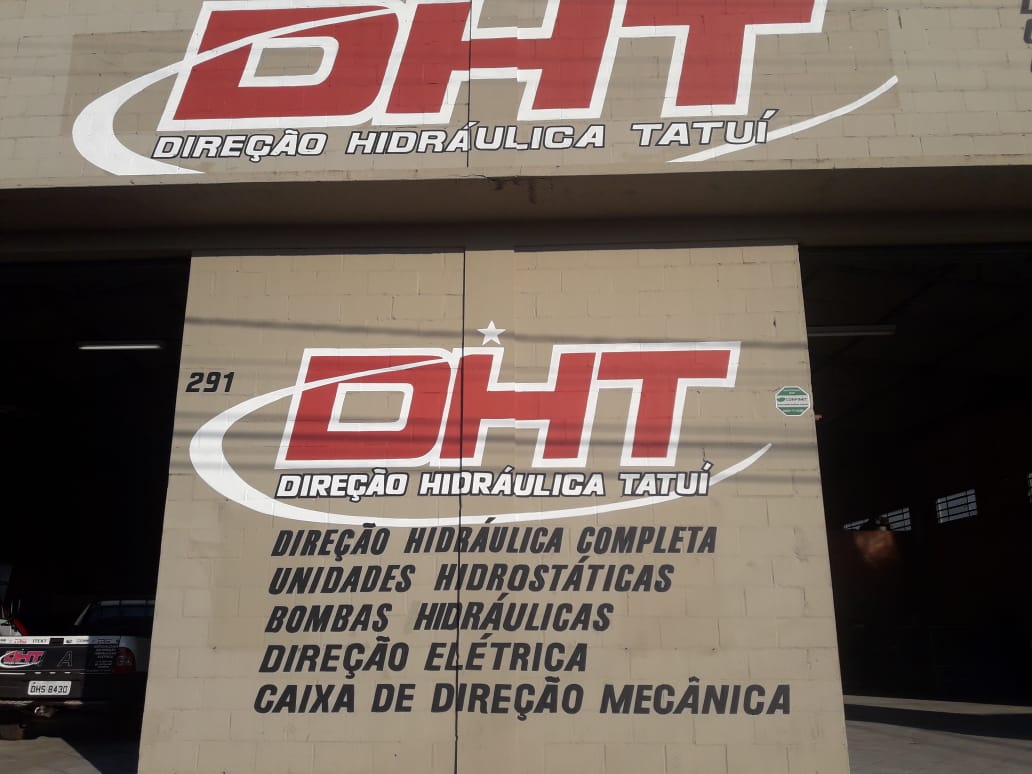 DHT
DIREÇÃO HIDRÁULICA TATUÍ
291
DHT
DIREÇÃO HIDRÁULICA TATUÍ
DIREÇÃO HIDRÁULICA COMPLETA
UNIDADES HIDROSTÁTICAS
BOMBAS HIDRÁULICAS
DIREÇÃO ELÉTRICA
CAIXA DE DIREÇÃO MECÂNICA
DHT
DHS 8430